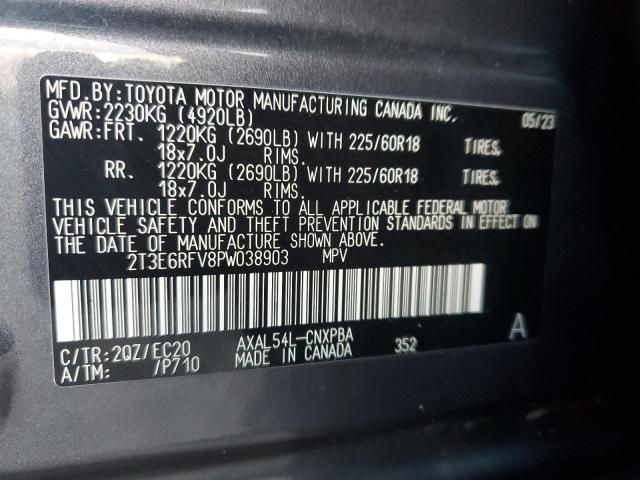 MFD.BY:TOYOTA MOTOR MANUFACTURING CANADA INC. 05/23
GVWR:2230KG (4920LB)
GAWR:FRT. 1220KG (2690LB) WITH 225/60R18 TIRES.
18x7.0J RIMS.
RR. 1220KG (2690LB) WITH 225/60R18 TIRES.
18x7.0J RIMS.
THIS VEHICLE CONFORMS TO ALL APPLICABLE FEDERAL MOTOR
VEHICLE SAFETY AND THEFT PREVENTION STANDARDS IN EFFECT ON
THE DATE OF MANUFACTURE SHOWN ABOVE.
2T3E6RFV8PW038903 MPV
C/TR:2QZ/EC20 AXAL54L-CNXPBA A
A/TM: /P710 MADE IN CANADA 352